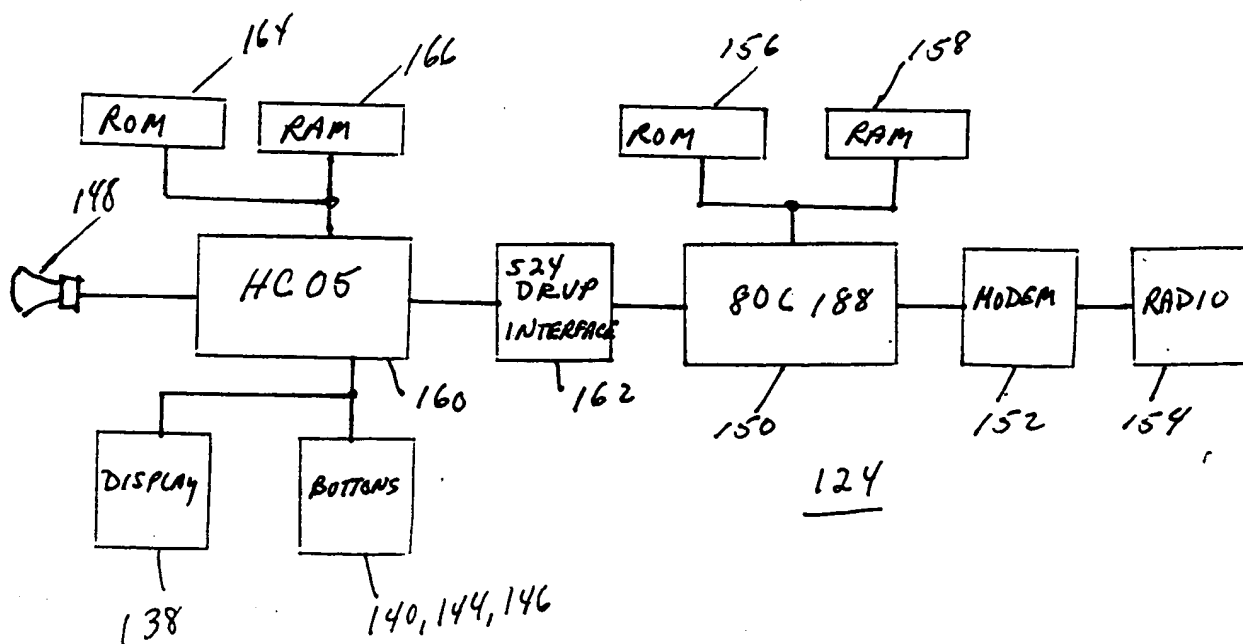 164
166
156
158
ROM
RAM
ROM
RAM
148
HC05
524
DRUP
INTERFACE
80C188
MODEM
RADIO
160
162
150
152
154
DISPLAY
BOTTONS
124
138
140, 144, 146